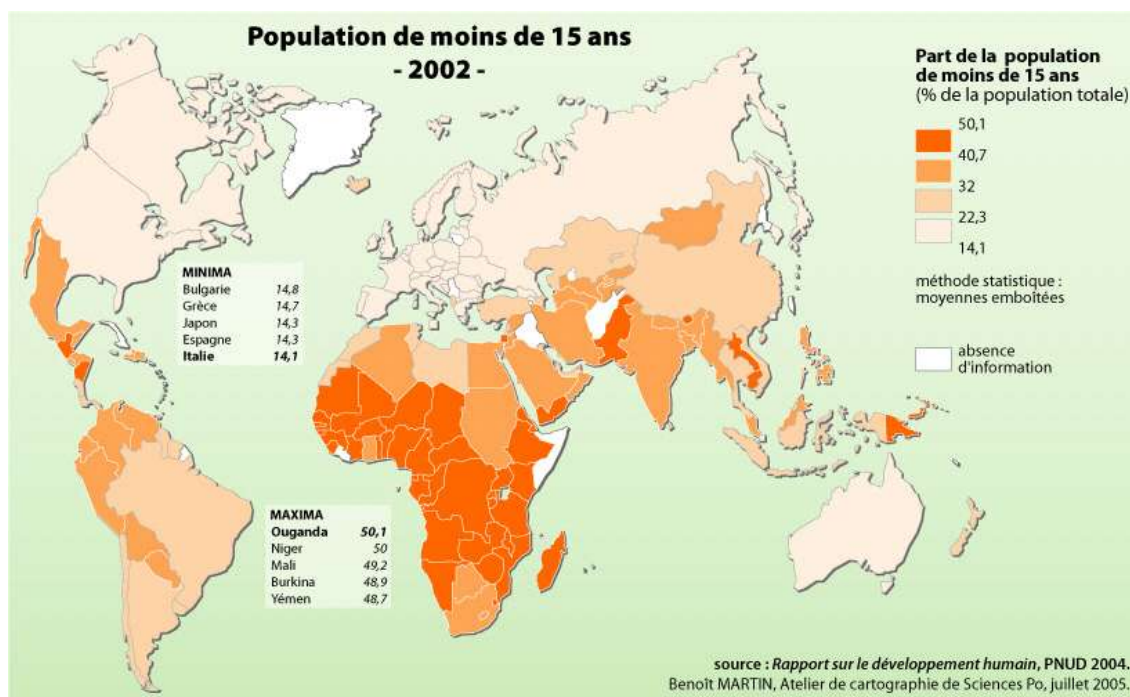 Population de moins de 15 ans
- 2002 -
Part de la population
de moins de 15 ans
(% de la population totale)
50,1
40,7
32
22,3
14,1
méthode statistique :
moyennes emboîtées
absence
d'information
MINIMA
Bulgarie 14,8
Grèce 14,7
Japon 14,3
Espagne 14,3
Italie 14,1
MAXIMA
Ouganda 50,1
Niger 50
Mali 49,2
Burkina 48,9
Yémen 48,7
source : Rapport sur le développement humain, PNUD 2004.
Benoît MARTIN, Atelier de cartographie de Sciences Po, juillet 2005.